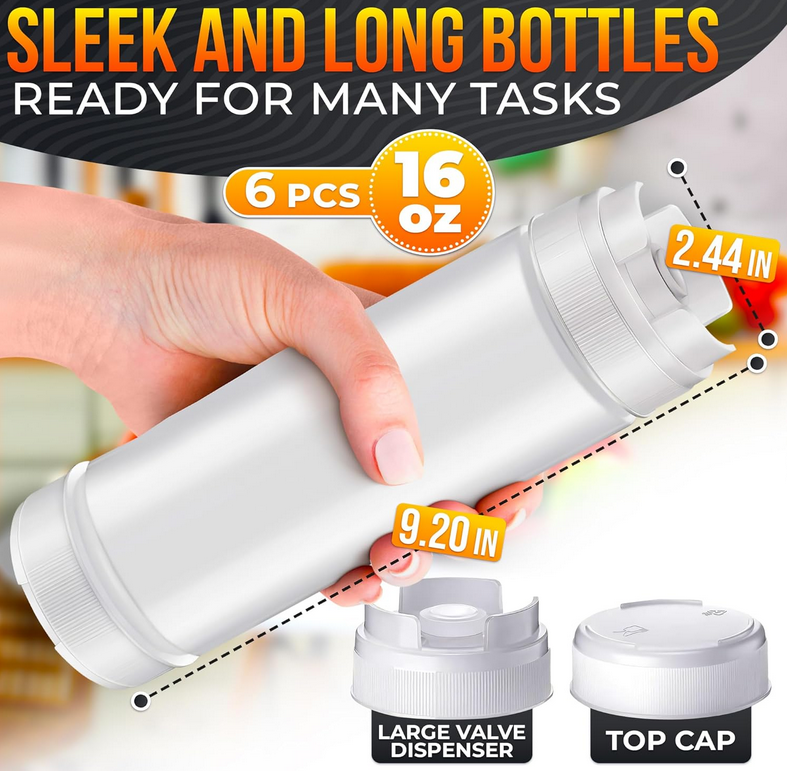 SLEEK AND LONG BOTTLES
READY FOR MANY TASKS
6 PCS
16
OZ
2.44 IN
9.20 IN
LARGE VALVE
DISPENSER
TOP CAP